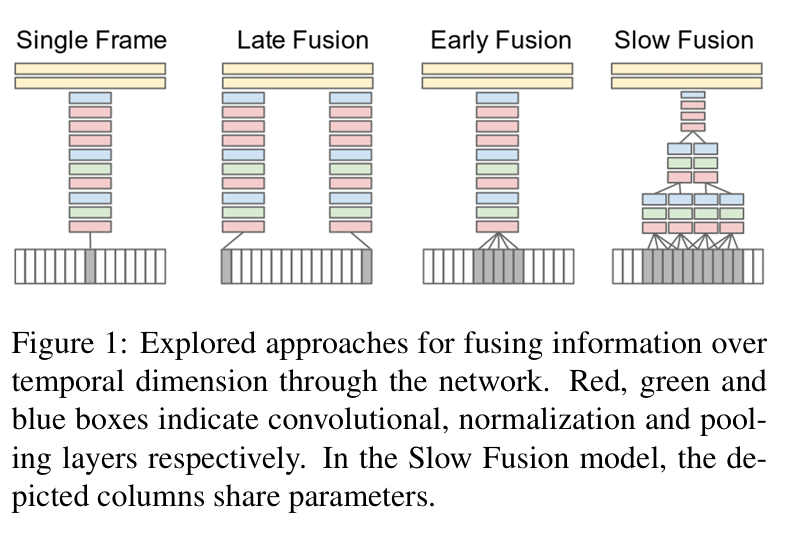 Single Frame Late Fusion Early Fusion Slow Fusion
Figure 1: Explored approaches for fusing information over
temporal dimension through the network. Red, green and
blue boxes indicate convolutional, normalization and pool-
ing layers respectively. In the Slow Fusion model, the de-
picted columns share parameters.